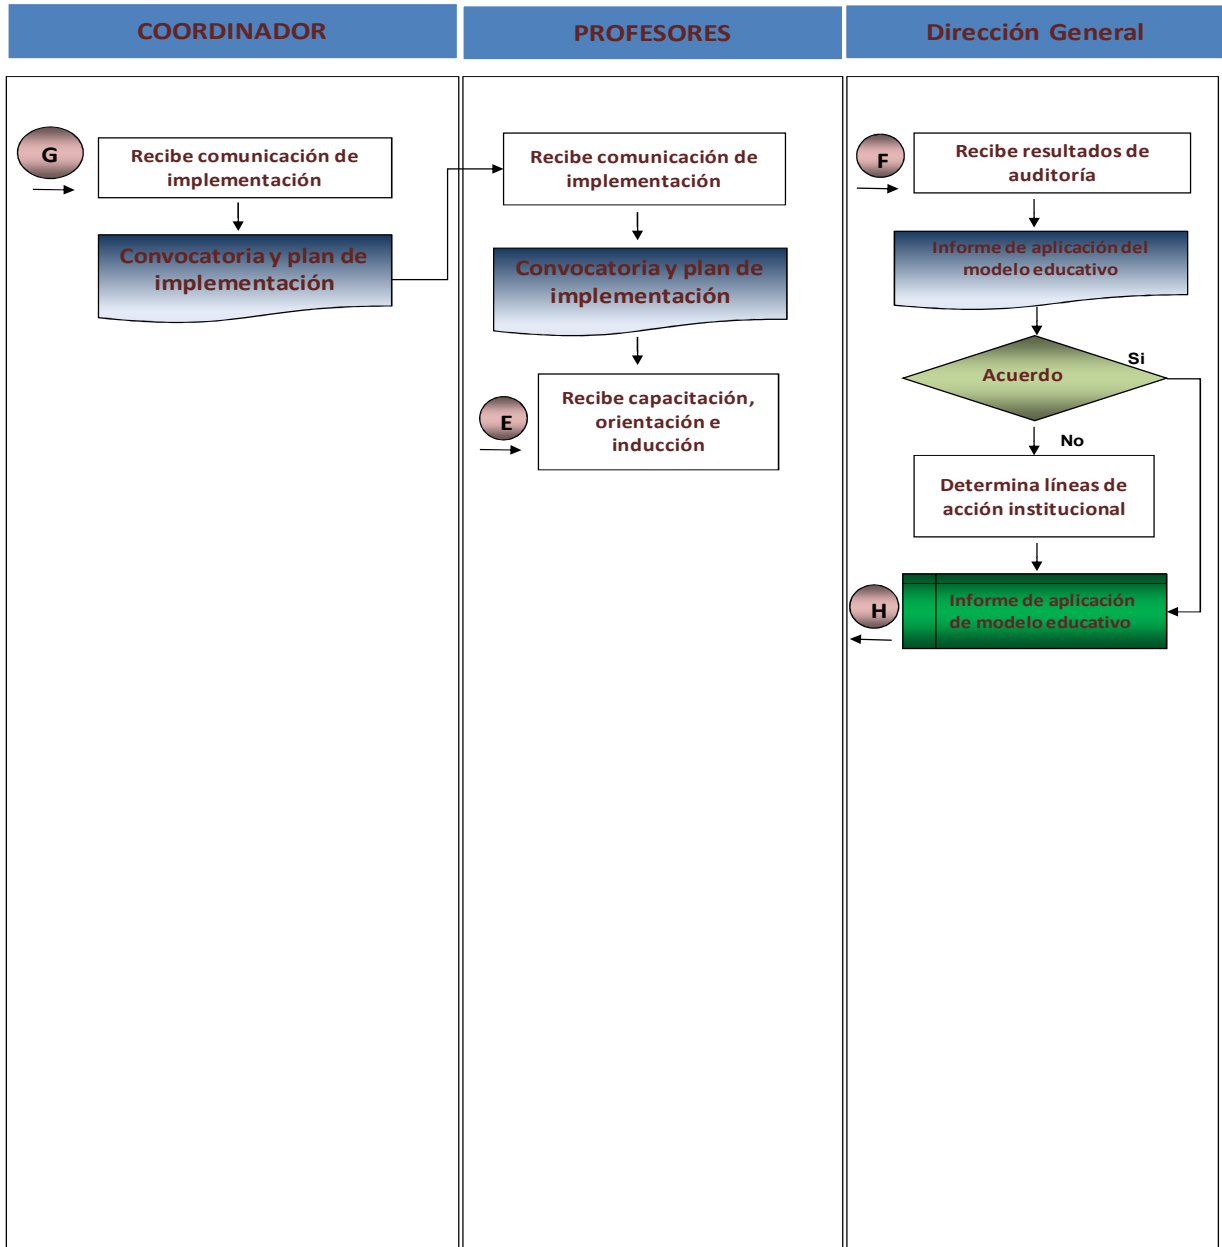 COORDINADOR
PROFESORES
Dirección General
G
Recibe comunicación de
implementación
Convocatoria y plan de
implementación
Recibe comunicación de
implementación
Convocatoria y plan de
implementación
E
Recibe capacitación,
orientación e
inducción
F
Recibe resultados de
auditoría
Informe de aplicación del
modelo educativo
Acuerdo
Si
No
Determina líneas de
acción institucional
H
Informe de aplicación
de modelo educativo